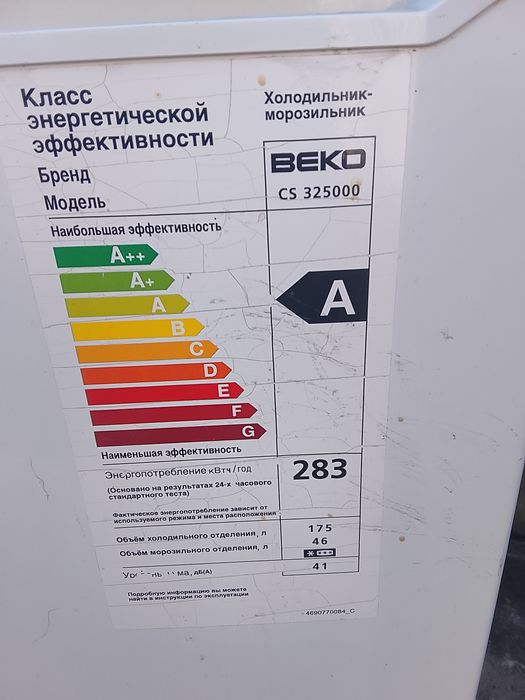 Класс
энергетической
эффективности
Холодильник-
морозильник
Бренд
BEKO
Модель
CS 325000
Наибольшая эффективность
A++
A+
A
A
B
C
D
E
F
G
Наименьшая эффективность
Энергопотребление кВтч/год
283
(Основано на результатах 24-х часового
стандартного теста)
Фактическое энергопотребление зависит от
используемого режима и места расположения
Объём холодильного отделения, л
175
Объём морозильного отделения, л
46
дБ(А)
41
Подробную информацию вы можете
найти в инструкции по эксплуатации
4690770084_C